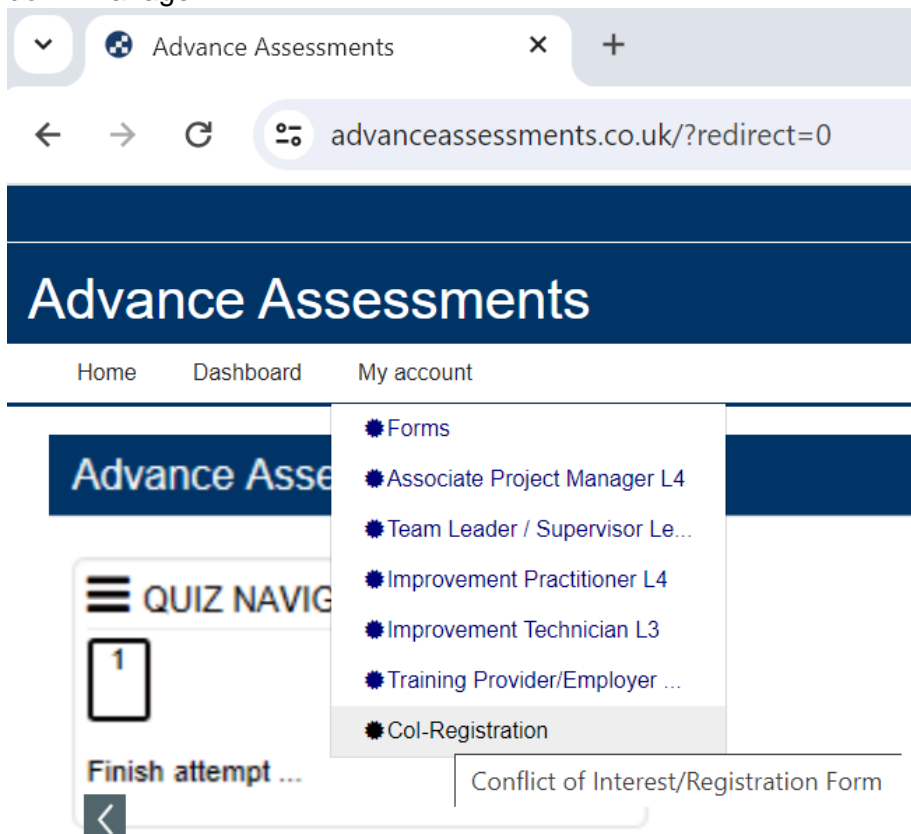 Advance Assessments
advanceassessments.co.uk/?redirect=0
Advance Assessments
Home Dashboard My account
Forms
Advance Asse
Associate Project Manager L4
Team Leader / Supervisor Le...
QUIZ NAVIG
Improvement Practitioner L4
Improvement Technician L3
1
Training Provider/Employer ...
CoI-Registration
Finish attempt ...
Conflict of Interest/Registration Form